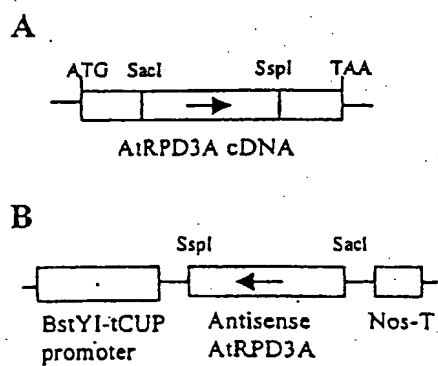 A
ATG SacI SspI TAA
AtRPD3A cDNA
B
SspI SacI
BstYI-tCUP Antisense Nos-T
promoter AtRPD3A